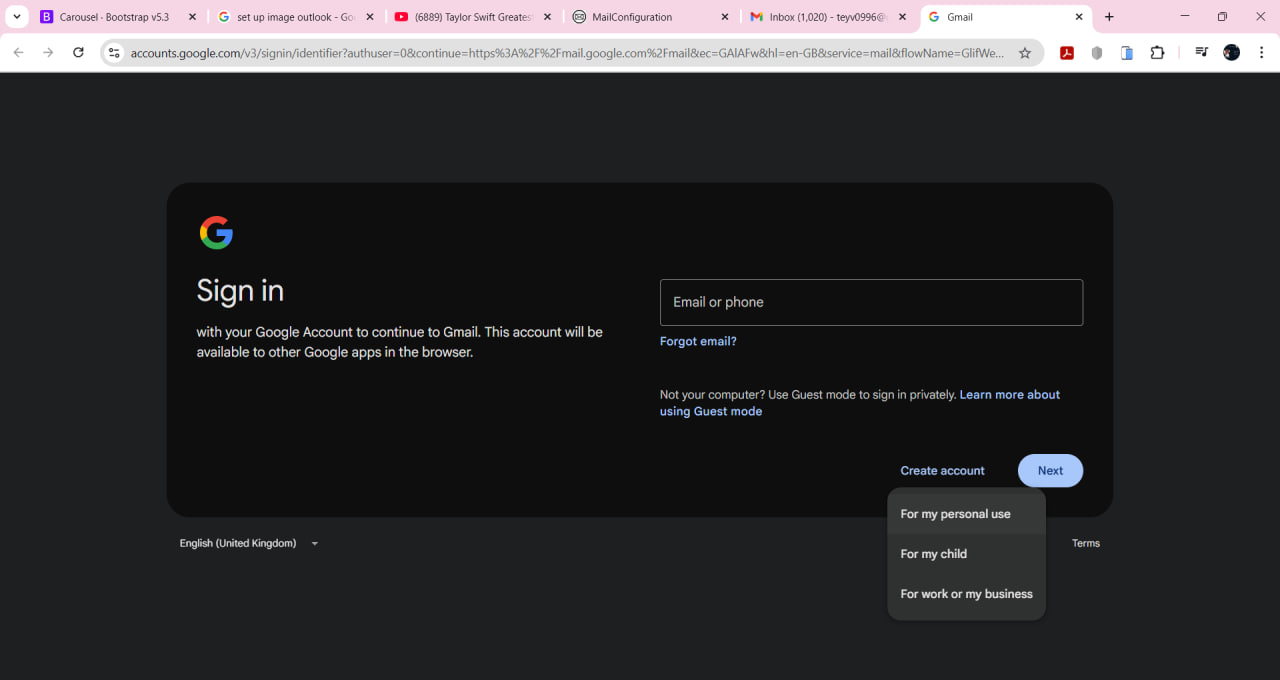 Carousel · Bootstrap v5.3
set up image outlook - Go
(6889) Taylor Swift Greates
MailConfiguration
Inbox (1,020) - teyv0996@
Gmail
accounts.google.com/v3/signin/identifier?authuser=0&continue=https%3A%2F%2Fmail.google.com%2Fmail&ec=GAlAFw&hl=en-GB&service=mail&flowName=GlifWe...
Sign in
with your Google Account to continue to Gmail. This account will be
available to other Google apps in the browser.
Email or phone
Forgot email?
Not your computer? Use Guest mode to sign in privately. Learn more about
using Guest mode
Create account
Next
For my personal use
For my child
For work or my business
English (United Kingdom)
Terms